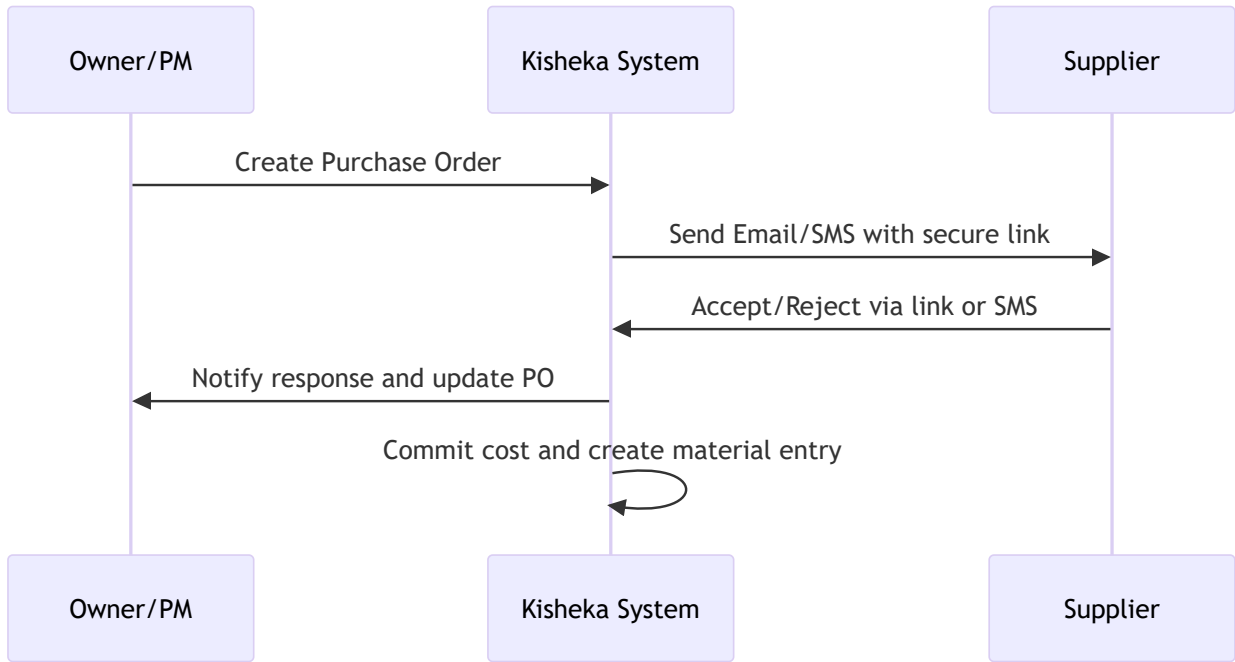 Owner/PM
Kisheka System
Supplier
Create Purchase Order
Send Email/SMS with secure link
Accept/Reject via link or SMS
Notify response and update PO
Commit cost and create material entry
Owner/PM
Kisheka System
Supplier